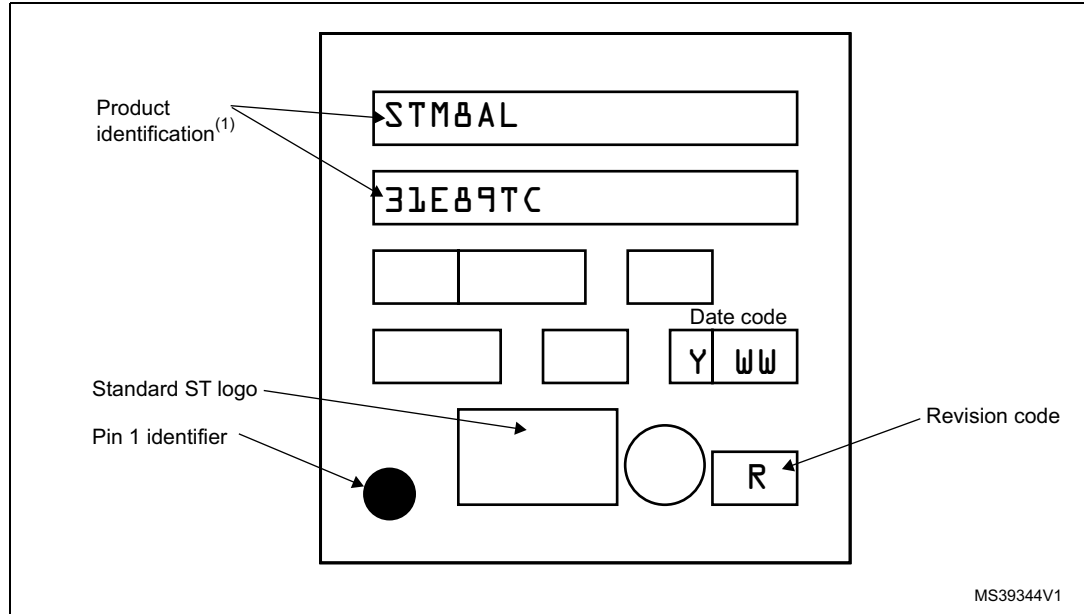 Product
identification(1)
STM8AL
31E89TC
Date code
Y WW
Standard ST logo
Pin 1 identifier
Revision code
R
MS39344V1